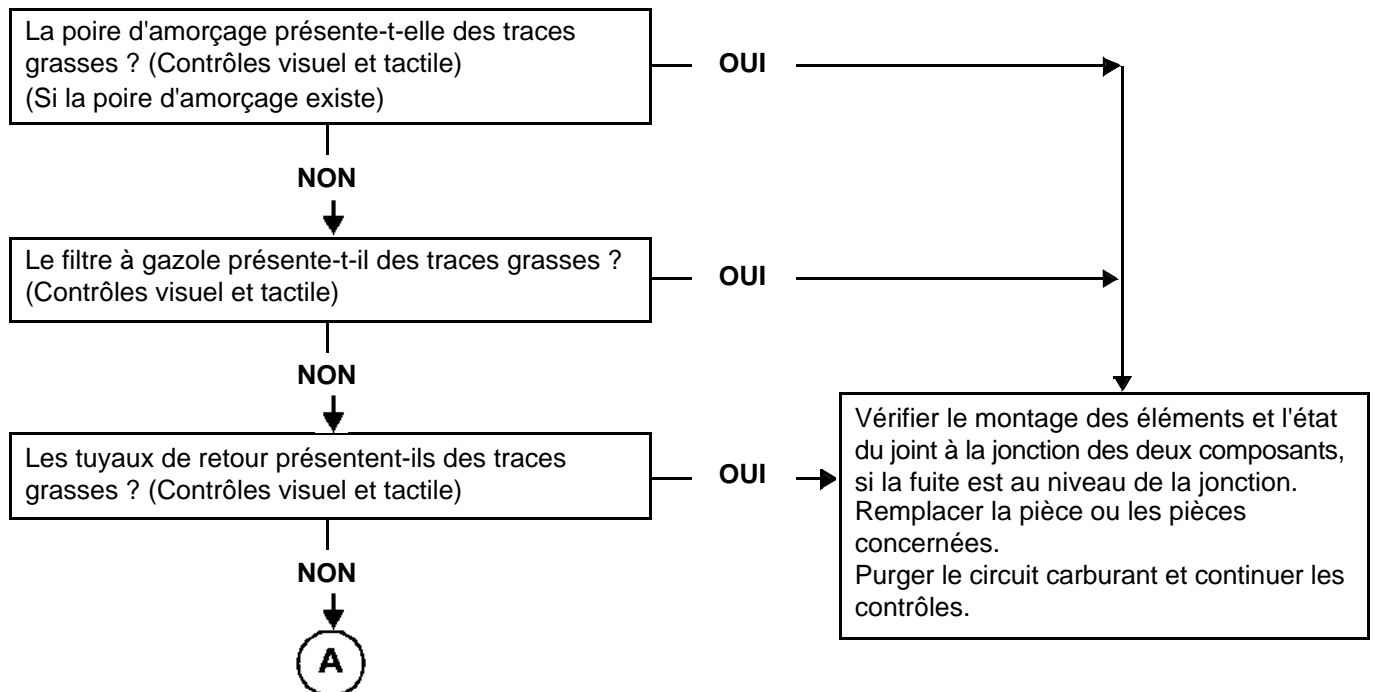 La poire d'amorçage présente-t-elle des traces
grasses ? (Contrôles visuel et tactile)
(Si la poire d'amorçage existe)
OUI
NON
Le filtre à gazole présente-t-il des traces grasses ?
(Contrôles visuel et tactile)
OUI
NON
Les tuyaux de retour présentent-ils des traces
grasses ? (Contrôles visuel et tactile)
OUI
Vérifier le montage des éléments et l'état
du joint à la jonction des deux composants,
si la fuite est au niveau de la jonction.
Remplacer la pièce ou les pièces
concernées.
Purger le circuit carburant et continuer les
contrôles.
NON
A